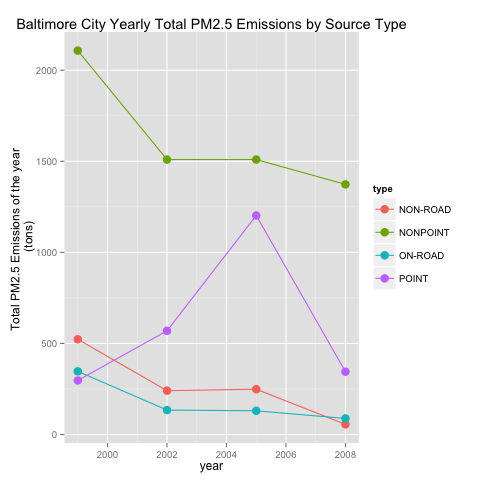 Baltimore City Yearly Total PM2.5 Emissions by Source Type
Total PM2.5 Emissions of the year
(tons)
2000
1500
1000
500
0
2000
2002
2004
2006
2008
year
type
NON-ROAD
NONPOINT
ON-ROAD
POINT